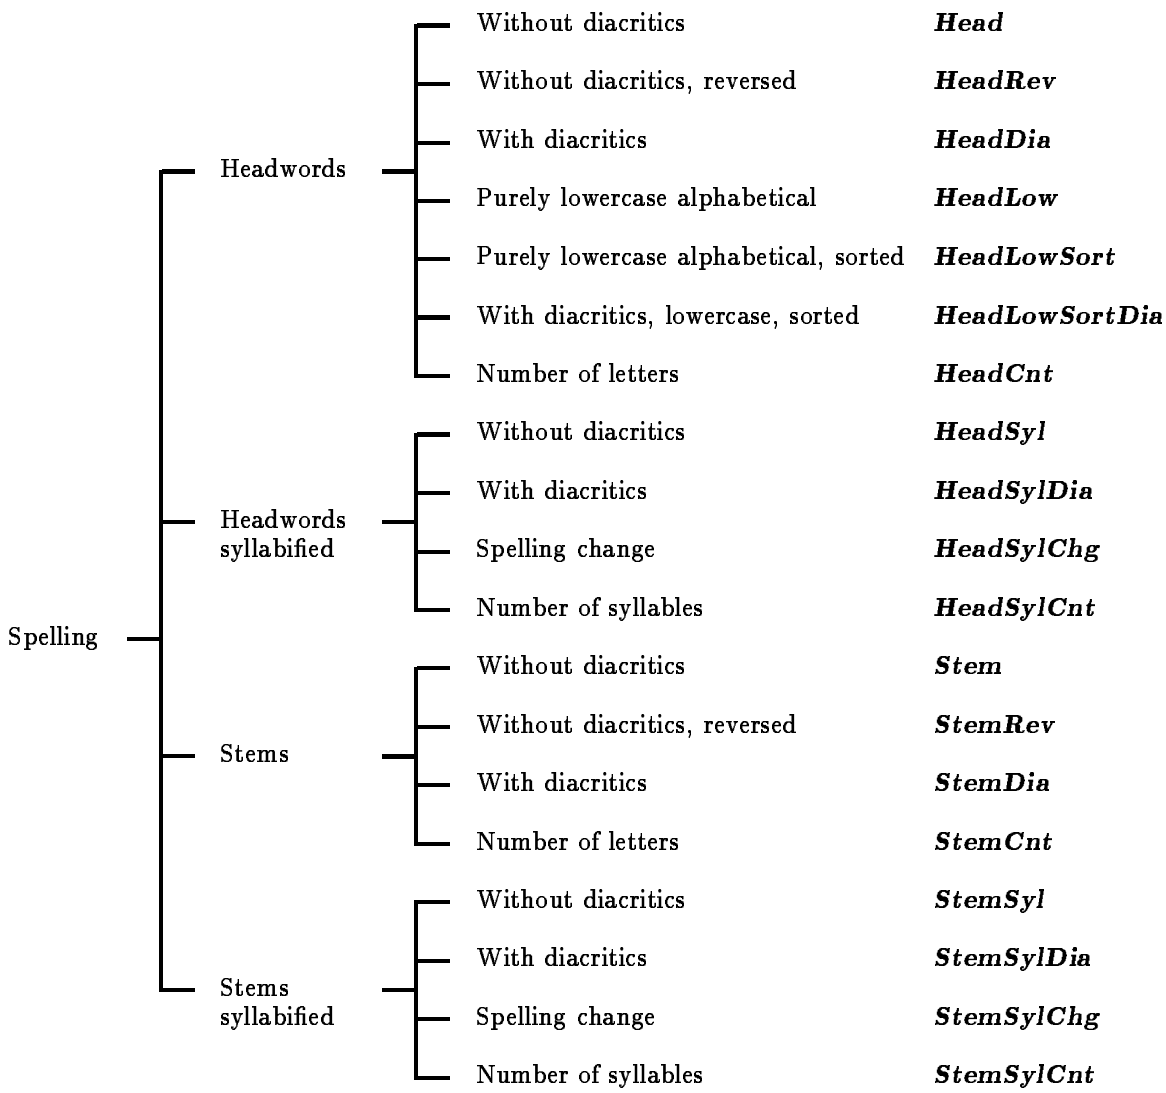 Without diacritics Head
Without diacritics, reversed HeadRev
With diacritics HeadDia
Headwords
Purely lowercase alphabetical HeadLow
Purely lowercase alphabetical, sorted HeadLowSort
With diacritics, lowercase, sorted HeadLowSortDia
Number of letters HeadCnt
Without diacritics HeadSyl
With diacritics HeadSylDia
Headwords
syllabified
Spelling change HeadSylChg
Number of syllables HeadSylCnt
Spelling
Without diacritics Stem
Without diacritics, reversed StemRev
Stems
With diacritics StemDia
Number of letters StemCnt
Without diacritics StemSyl
With diacritics StemSylDia
Stems
syllabified
Spelling change StemSylChg
Number of syllables StemSylCnt